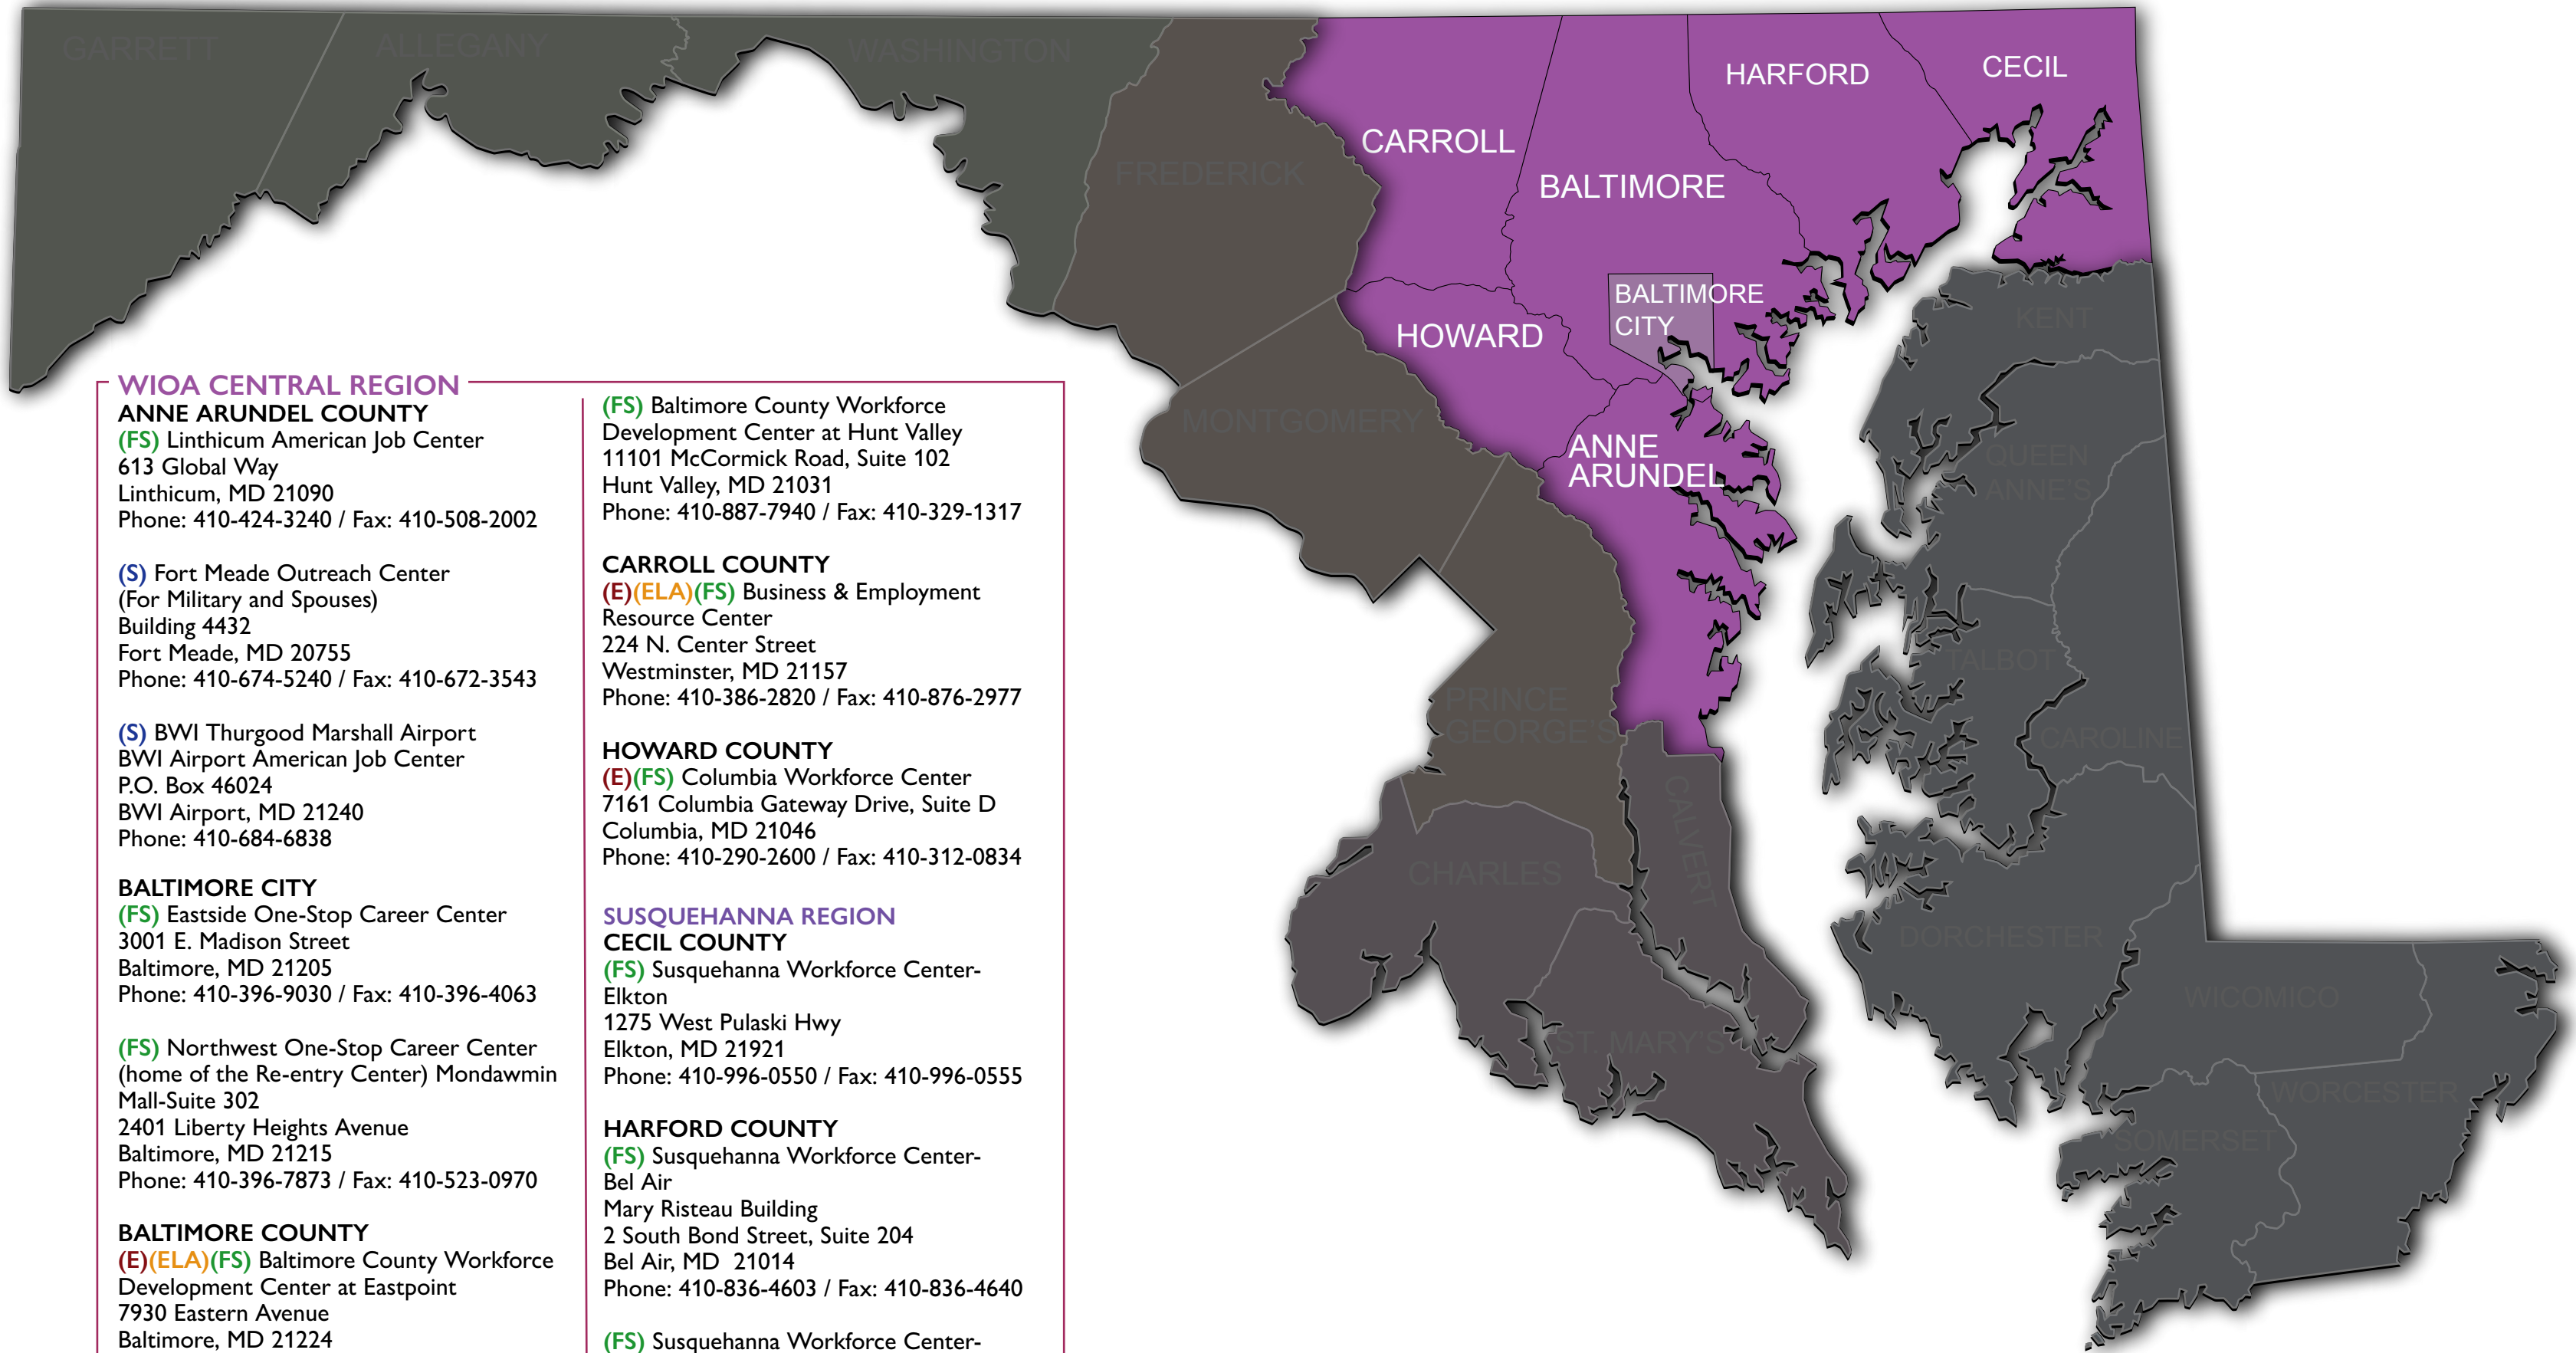 GARRETT
ALLEGANY
WASHINGTON
FREDERICK
CARROLL
BALTIMORE
HARFORD
CECIL
BALTIMORE
CITY
HOWARD
ANNE
ARUNDEL
MONTGOMERY
PRINCE
GEORGE'S
CALVERT
CHARLES
ST. MARY'S
KENT
QUEEN
ANNE'S
TALBOT
CAROLINE
DORCHESTER
WICOMICO
WORCESTER
SOMERSET
WIOA CENTRAL REGION
ANNE ARUNDEL COUNTY
(FS) Linthicum American Job Center
613 Global Way
Linthicum, MD 21090
Phone: 410-424-3240 / Fax: 410-508-2002
(S) Fort Meade Outreach Center
(For Military and Spouses)
Building 4432
Fort Meade, MD 20755
Phone: 410-674-5240 / Fax: 410-672-3543
(S) BWI Thurgood Marshall Airport
BWI Airport American Job Center
P.O. Box 46024
BWI Airport, MD 21240
Phone: 410-684-6838
BALTIMORE CITY
(FS) Eastside One-Stop Career Center
3001 E. Madison Street
Baltimore, MD 21205
Phone: 410-396-9030 / Fax: 410-396-4063
(FS) Northwest One-Stop Career Center
(home of the Re-entry Center) Mondawmin
Mall-Suite 302
2401 Liberty Heights Avenue
Baltimore, MD 21215
Phone: 410-396-7873 / Fax: 410-523-0970
BALTIMORE COUNTY
(E)(ELA)(FS) Baltimore County Workforce
Development Center at Eastpoint
7930 Eastern Avenue
Baltimore, MD 21224
(FS) Baltimore County Workforce
Development Center at Hunt Valley
11101 McCormick Road, Suite 102
Hunt Valley, MD 21031
Phone: 410-887-7940 / Fax: 410-329-1317
CARROLL COUNTY
(E)(ELA)(FS) Business & Employment
Resource Center
224 N. Center Street
Westminster, MD 21157
Phone: 410-386-2820 / Fax: 410-876-2977
HOWARD COUNTY
(E)(FS) Columbia Workforce Center
7161 Columbia Gateway Drive, Suite D
Columbia, MD 21046
Phone: 410-290-2600 / Fax: 410-312-0834
SUSQUEHANNA REGION
CECIL COUNTY
(FS) Susquehanna Workforce Center-
Elkton
1275 West Pulaski Hwy
Elkton, MD 21921
Phone: 410-996-0550 / Fax: 410-996-0555
HARFORD COUNTY
(FS) Susquehanna Workforce Center-
Bel Air
Mary Risteau Building
2 South Bond Street, Suite 204
Bel Air, MD 21014
Phone: 410-836-4603 / Fax: 410-836-4640
(FS) Susquehanna Workforce Center-